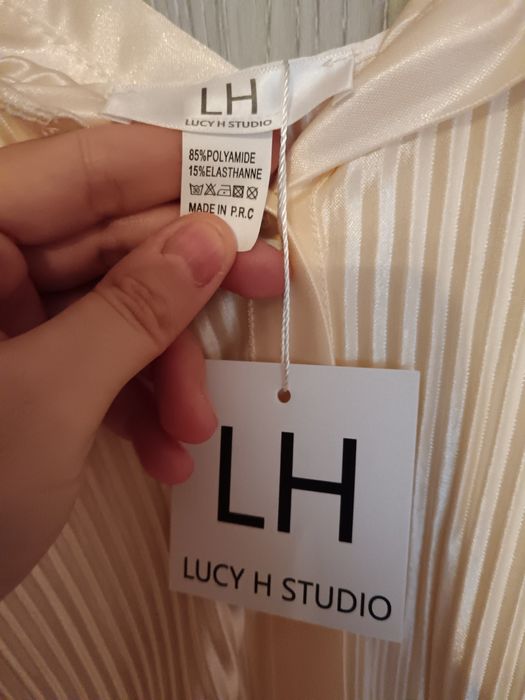 LH
LUCY H STUDIO
85%POLYAMIDE
15%ELASTHANNE
MADE IN P.R.C
LH
LUCY H STUDIO